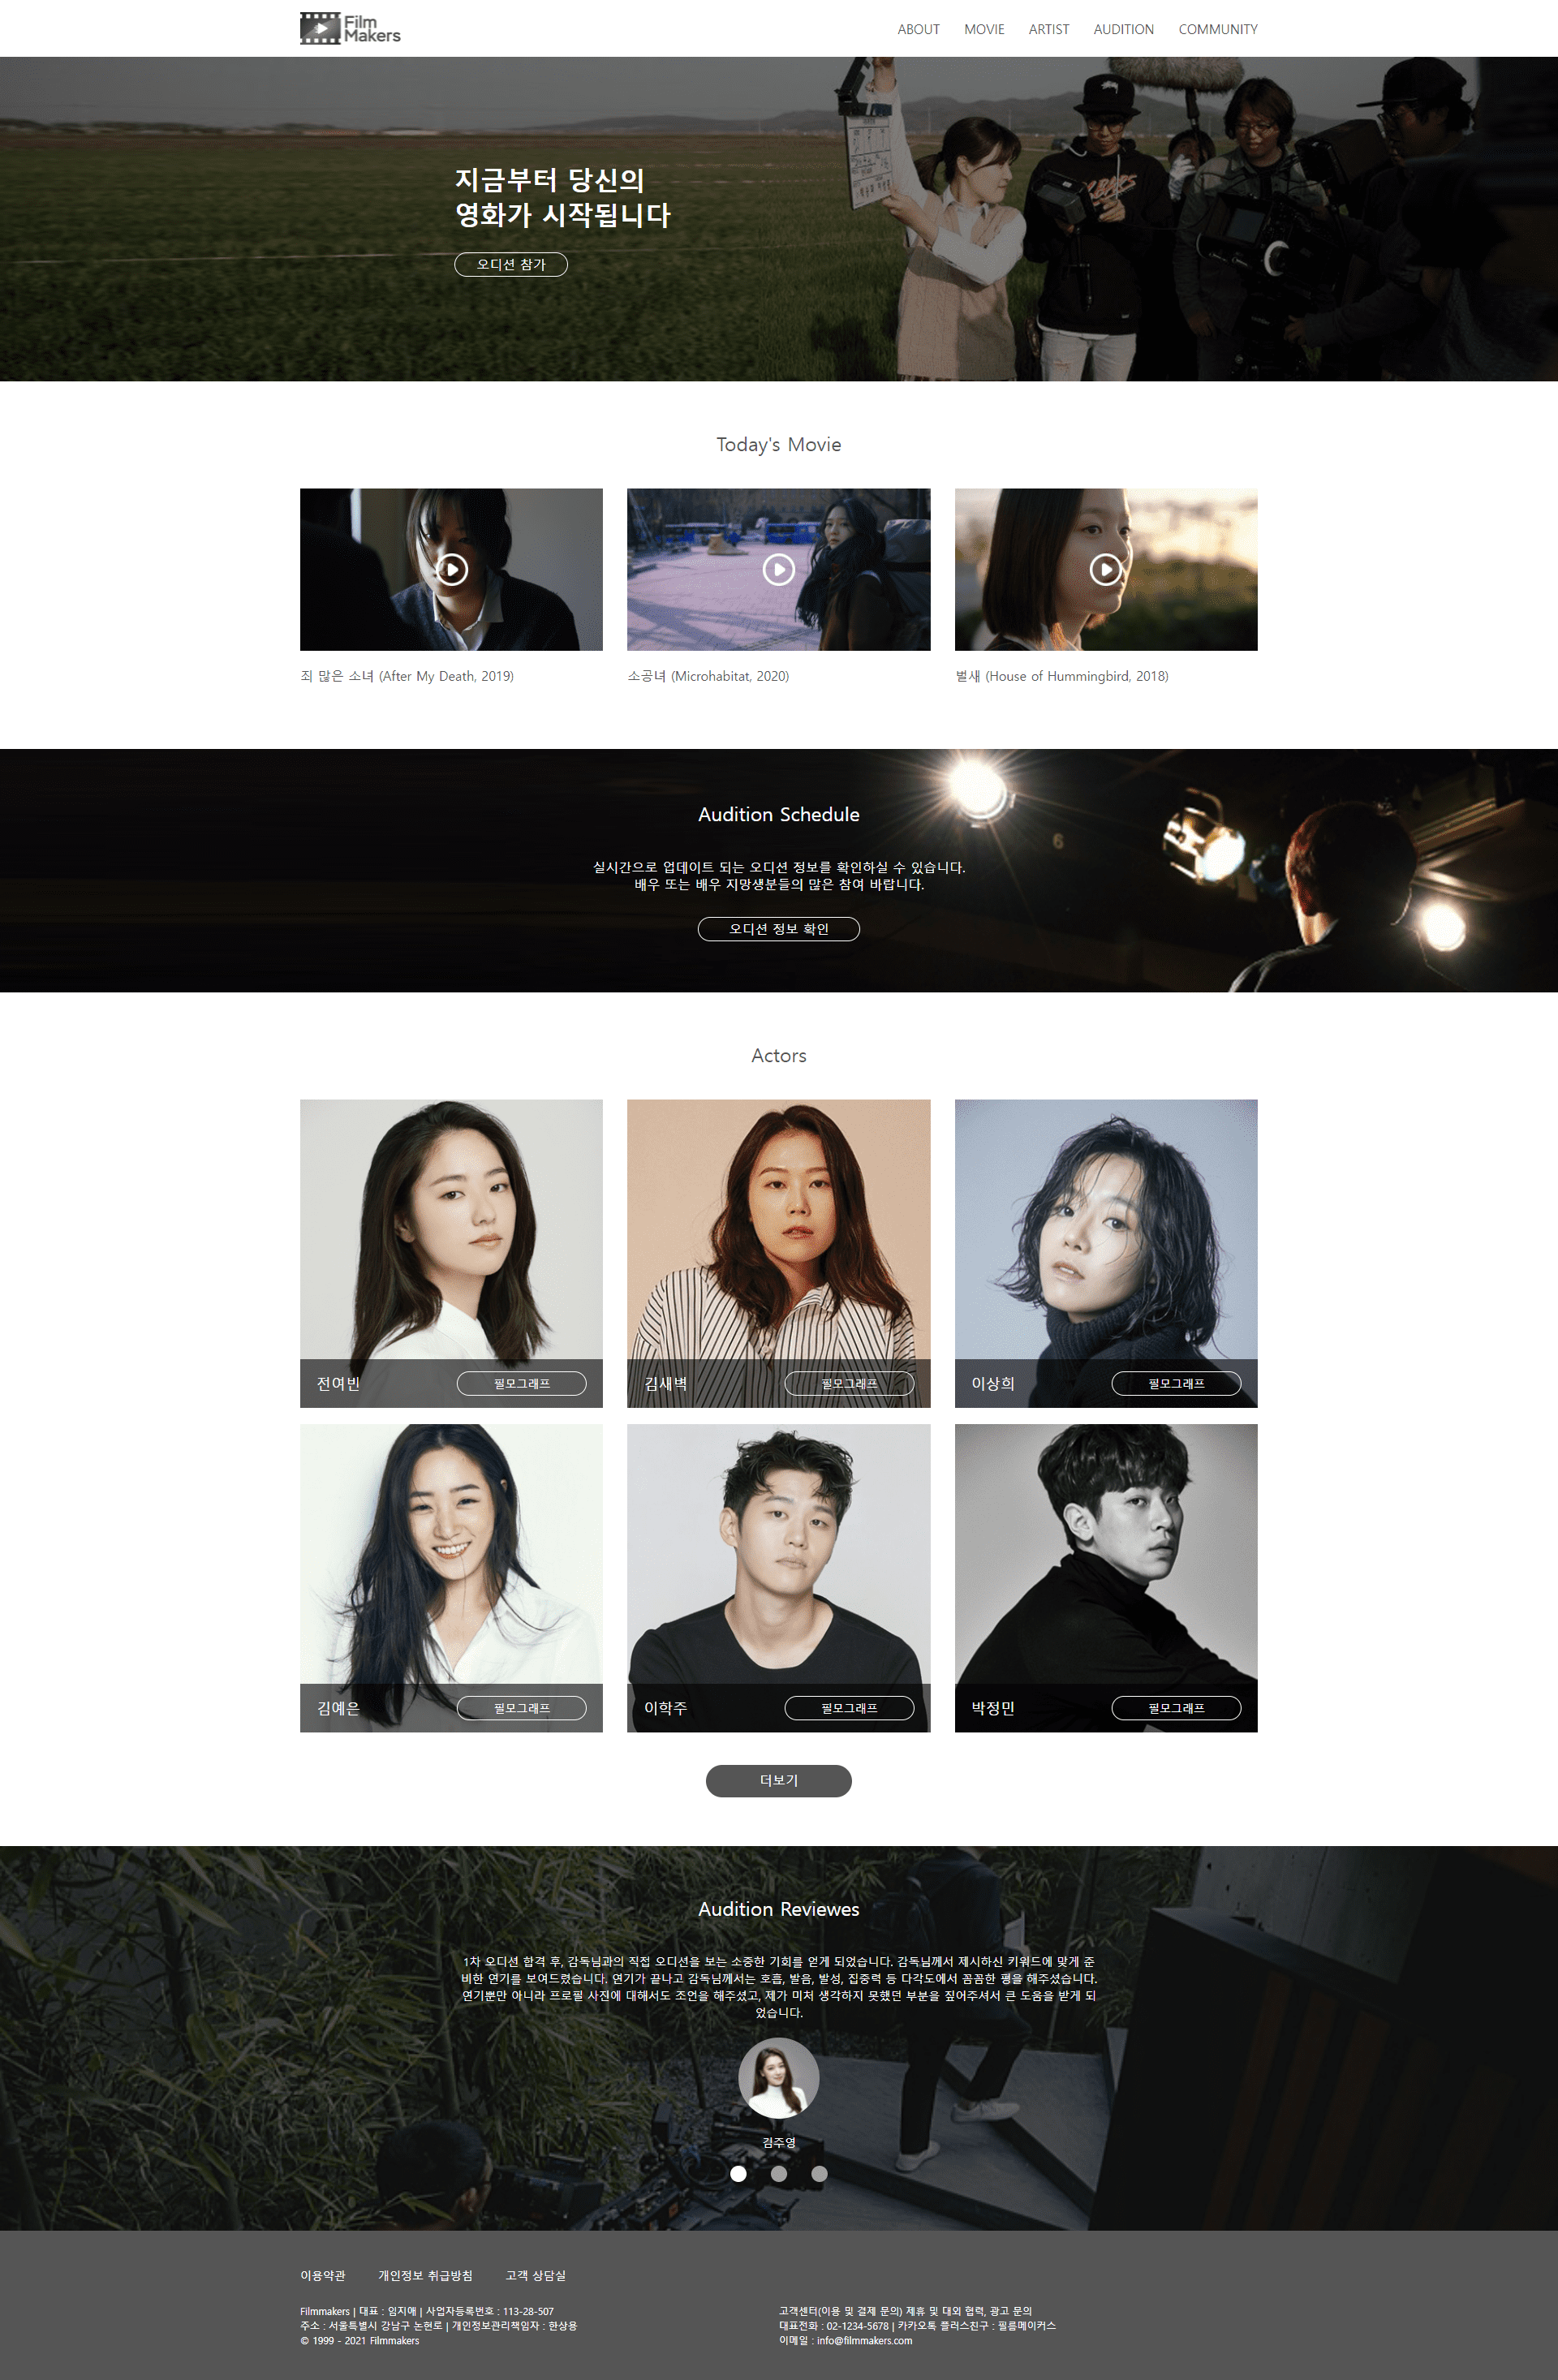 Film
Makers
ABOUT MOVIE ARTIST AUDITION COMMUNITY
지금부터 당신의
영화가 시작됩니다
오디션 참가
Today's Movie
죄 많은 소녀 (After My Death, 2019)
소공녀 (Microhabitat, 2020)
벌새 (House of Hummingbird, 2018)
Audition Schedule
실시간으로 업데이트 되는 오디션 정보를 확인하실 수 있습니다.
배우 또는 배우 지망생분들의 많은 참여 바랍니다.
오디션 정보 확인
Actors
전여빈 필모그래프
김새벽 필모그래프
이상희 필모그래프
김예은 필모그래프
이학주 필모그래프
박정민 필모그래프
더보기
Audition Reviewes
1차 오디션 합격 후, 감독님과의 직접 오디션을 보는 소중한 기회를 얻게 되었습니다. 감독님께서 제시하신 키워드에 맞게 준
비한 연기를 보여드렸습니다. 연기가 끝나고 감독님께서는 호흡, 발음, 발성, 집중력 등 다각도에서 꼼꼼한 평을 해주셨습니다.
연기뿐만 아니라 프로필 사진에 대해서도 조언을 해주셨고, 제가 미처 생각하지 못했던 부분을 짚어주셔서 큰 도움을 받게 되
었습니다.
김주영
이용약관 개인정보 취급방침 고객 상담실
Filmmakers | 대표 : 임지애 | 사업자등록번호 : 113-28-507
주소 : 서울특별시 강남구 논현로 | 개인정보관리책임자 : 한상용
© 1999 - 2021 Filmmakers
고객센터(이용 및 결제 문의) 제휴 및 대외 협력, 광고 문의
대표전화 : 02-1234-5678 | 카카오톡 플러스친구 : 필름메이커스
이메일 : info@filmmakers.com